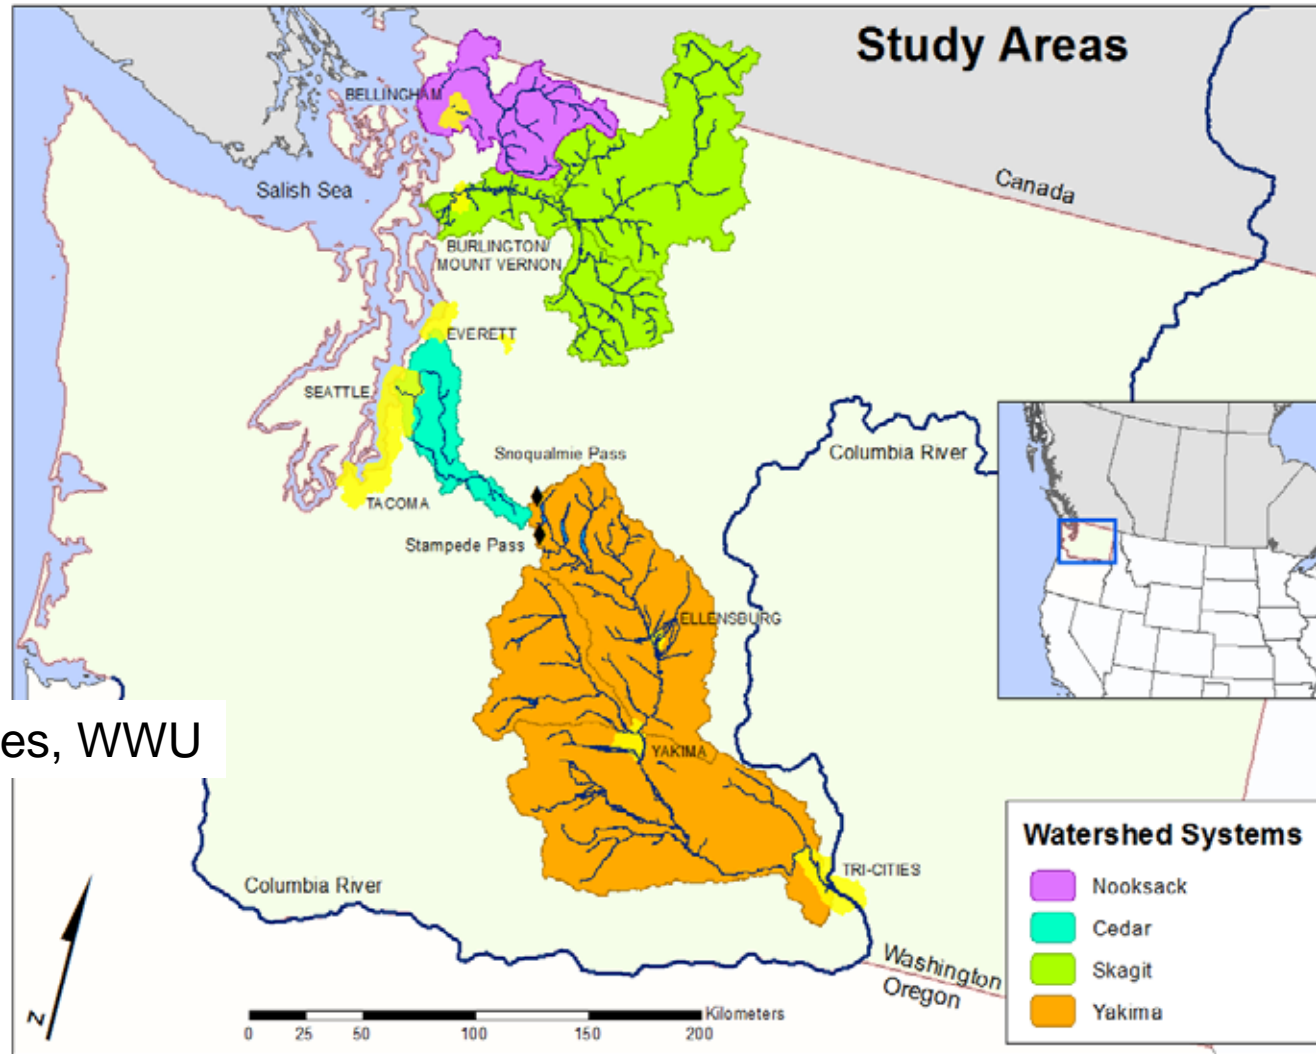 Study Areas
BELLINGHAM
Salish Sea
Canada
BURLINGTON/
MOUNT VERNON
EVERETT
SEATTLE
Snoqualmie Pass
Columbia River
TACOMA
Stampede Pass
ELLENSBURG
es, WWU
YAKIMA
TRI-CITIES
Columbia River
Washington
Oregon
Watershed Systems
Nooksack
Cedar
Skagit
Yakima
N
Kilometers
0 25 50 100 150 200